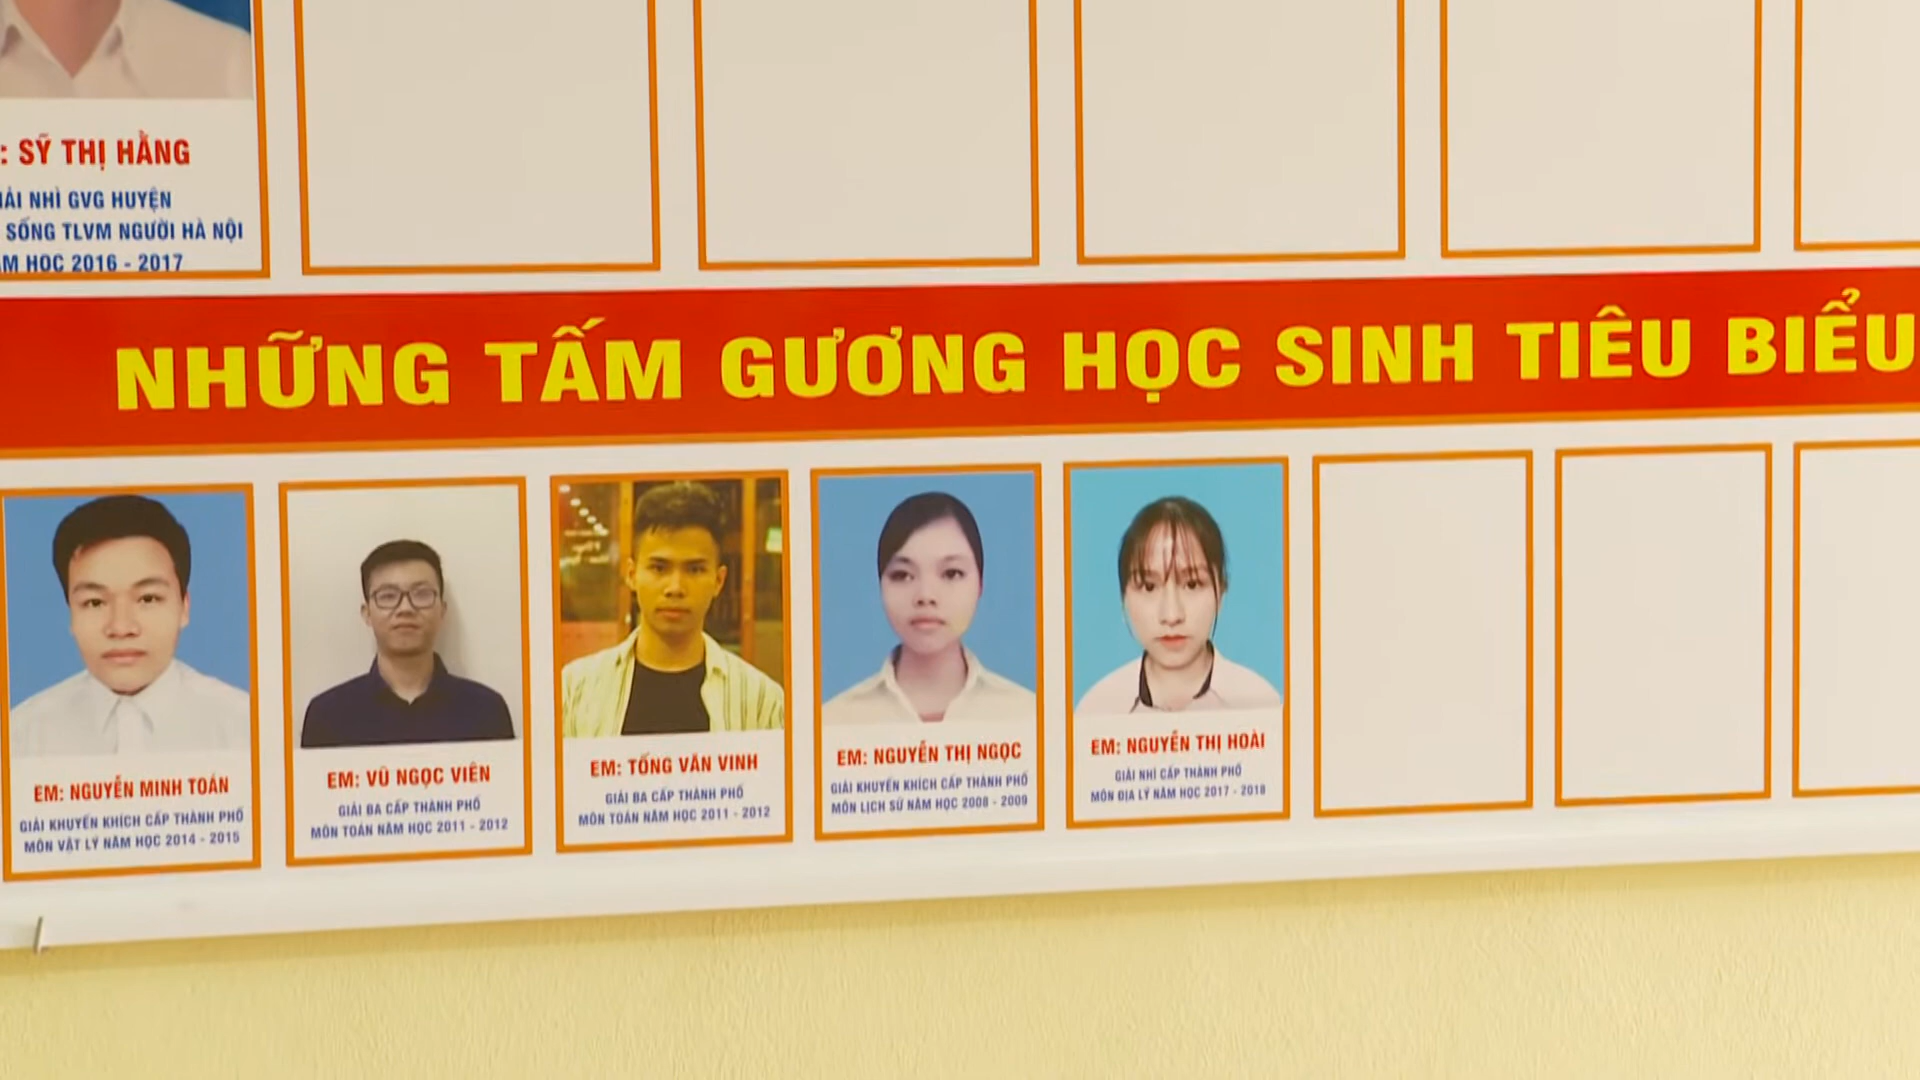 : SỸ THỊ HẰNG
IẢI NHÌ GVG HUYỆN
SỐNG TLVM NGƯỜI HÀ NỘI
M HỌC 2016 - 2017
NHỮNG TẤM GƯƠNG HỌC SINH TIÊU BIỂU
EM: NGUYỄN MINH TOÁN
GIẢI KHUYẾN KHÍCH CẤP THÀNH PHỐ
MÔN VẬT LÝ NĂM HỌC 2014 - 2015
EM: VŨ NGỌC VIÊN
GIẢI BA CẤP THÀNH PHỐ
MÔN TOÁN NĂM HỌC 2011 - 2012
EM: TỐNG VĂN VINH
GIẢI BA CẤP THÀNH PHỐ
MÔN TOÁN NĂM HỌC 2011 - 2012
EM: NGUYỄN THỊ NGỌC
GIẢI KHUYẾN KHÍCH CẤP THÀNH PHỐ
MÔN LỊCH SỬ NĂM HỌC 2008 - 2009
EM: NGUYỄN THỊ HOÀI
GIẢI NHÌ CẤP THÀNH PHỐ
MÔN ĐỊA LÝ NĂM HỌC 2017 - 2018